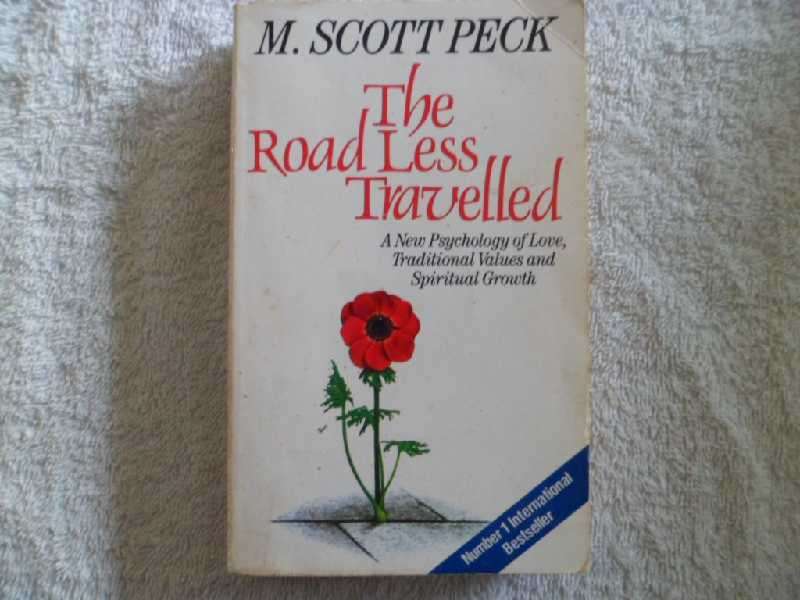 M. SCOTT PECK
The
Road Less
Travelled
A New Psychology of Love,
Traditional Values and
Spiritual Growth
Number 1 International
Bestseller